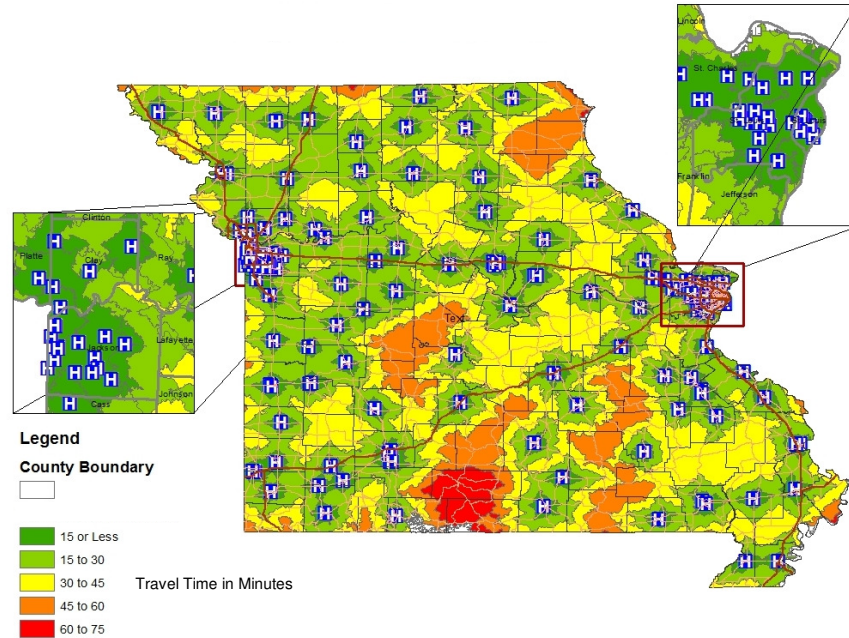 Lincoln
St. Charles
Franklin
Jefferson
Clinton
Platte
Clay
Ray
Jackson
Lafayette
Johnson
Cass
Text
Legend
County Boundary
15 or Less
15 to 30
30 to 45
45 to 60
60 to 75
Travel Time in Minutes